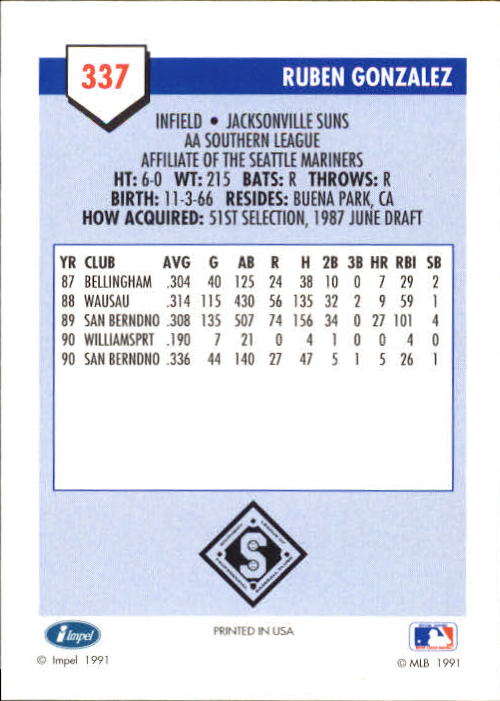 337
RUBEN GONZALEZ
INFIELD • JACKSONVILLE SUNS
AA SOUTHERN LEAGUE
AFFILIATE OF THE SEATTLE MARINERS
HT: 6-0 WT: 215 BATS: R THROWS: R
BIRTH: 11-3-66 RESIDES: BUENA PARK, CA
HOW ACQUIRED: 51ST SELECTION, 1987 JUNE DRAFT
YR CLUB AVG G AB R H 2B 3B HR RBI SB
87 BELLINGHAM .304 40 125 24 38 10 0 7 29 2
88 WAUSAU .314 115 430 56 135 32 2 9 59 1
89 SAN BERNDNO .308 135 507 74 156 34 0 27 101 4
90 WILLIAMSPRT .190 7 21 0 4 1 0 0 4 0
90 SAN BERNDNO .336 44 140 27 47 5 1 5 26 1
S
Impel
PRINTED IN USA
© Impel 1991
© MLB 1991